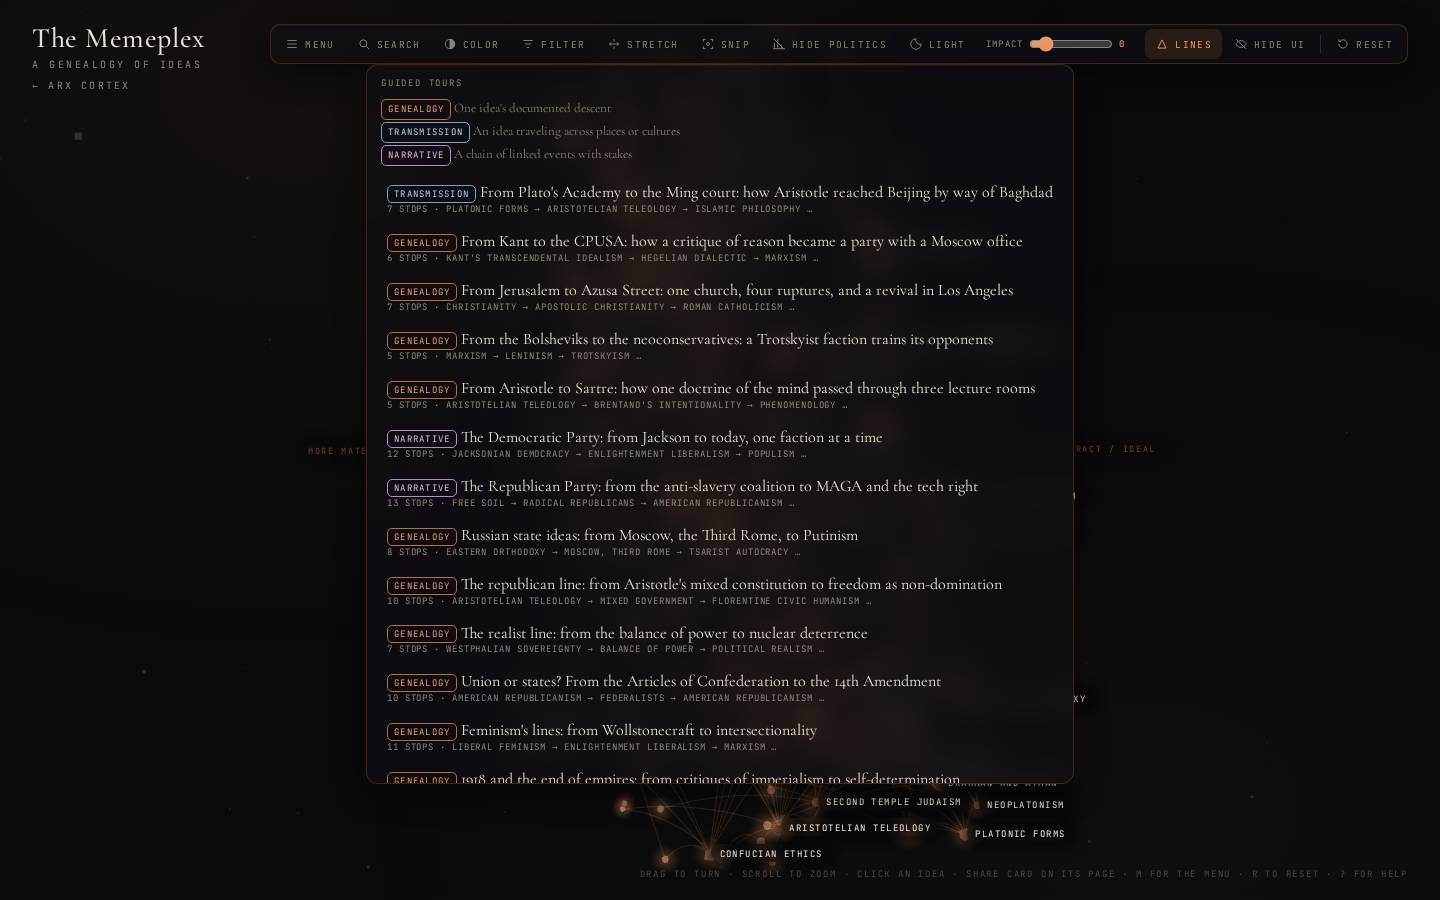 The Memeplex
A GENEALOGY OF IDEAS
← ARX CORTEX
MENU SEARCH COLOR FILTER STRETCH SNIP HIDE POLITICS LIGHT IMPACT 0 LINES HIDE UI RESET
GUIDED TOURS
GENEALOGY One idea's documented descent
TRANSMISSION An idea traveling across places or cultures
NARRATIVE A chain of linked events with stakes
TRANSMISSION From Plato's Academy to the Ming court: how Aristotle reached Beijing by way of Baghdad
7 STOPS · PLATONIC FORMS → ARISTOTELIAN TELEOLOGY → ISLAMIC PHILOSOPHY …
GENEALOGY From Kant to the CPUSA: how a critique of reason became a party with a Moscow office
6 STOPS · KANT'S TRANSCENDENTAL IDEALISM → HEGELIAN DIALECTIC → MARXISM …
GENEALOGY From Jerusalem to Azusa Street: one church, four ruptures, and a revival in Los Angeles
7 STOPS · CHRISTIANITY → APOSTOLIC CHRISTIANITY → ROMAN CATHOLICISM …
GENEALOGY From the Bolsheviks to the neoconservatives: a Trotskyist faction trains its opponents
5 STOPS · MARXISM → LENINISM → TROTSKYISM …
GENEALOGY From Aristotle to Sartre: how one doctrine of the mind passed through three lecture rooms
5 STOPS · ARISTOTELIAN TELEOLOGY → BRENTANO'S INTENTIONALITY → PHENOMENOLOGY …
NARRATIVE The Democratic Party: from Jackson to today, one faction at a time
12 STOPS · JACKSONIAN DEMOCRACY → ENLIGHTENMENT LIBERALISM → POPULISM …
MORE MATE
RACT / IDEAL
NARRATIVE The Republican Party: from the anti-slavery coalition to MAGA and the tech right
13 STOPS · FREE SOIL → RADICAL REPUBLICANS → AMERICAN REPUBLICANISM …
GENEALOGY Russian state ideas: from Moscow, the Third Rome, to Putinism
8 STOPS · EASTERN ORTHODOXY → MOSCOW, THIRD ROME → TSARIST AUTOCRACY …
GENEALOGY The republican line: from Aristotle's mixed constitution to freedom as non-domination
10 STOPS · ARISTOTELIAN TELEOLOGY → MIXED GOVERNMENT → FLORENTINE CIVIC HUMANISM …
GENEALOGY The realist line: from the balance of power to nuclear deterrence
7 STOPS · WESTPHALIAN SOVEREIGNTY → BALANCE OF POWER → POLITICAL REALISM …
GENEALOGY Union or states? From the Articles of Confederation to the 14th Amendment
10 STOPS · AMERICAN REPUBLICANISM → FEDERALISTS → AMERICAN REPUBLICANISM …
XY
GENEALOGY Feminism's lines: from Wollstonecraft to intersectionality
11 STOPS · LIBERAL FEMINISM → ENLIGHTENMENT LIBERALISM → MARXISM …
GENEALOGY 1918 and the end of empires: from critiques of imperialism to self-determination
SECOND TEMPLE JUDAISM
NEOPLATONISM
ARISTOTELIAN TELEOLOGY
PLATONIC FORMS
CONFUCIAN ETHICS
DRAG TO TURN · SCROLL TO ZOOM · CLICK AN IDEA · SHARE CARD ON ITS PAGE · M FOR THE MENU · R TO RESET · ? FOR HELP